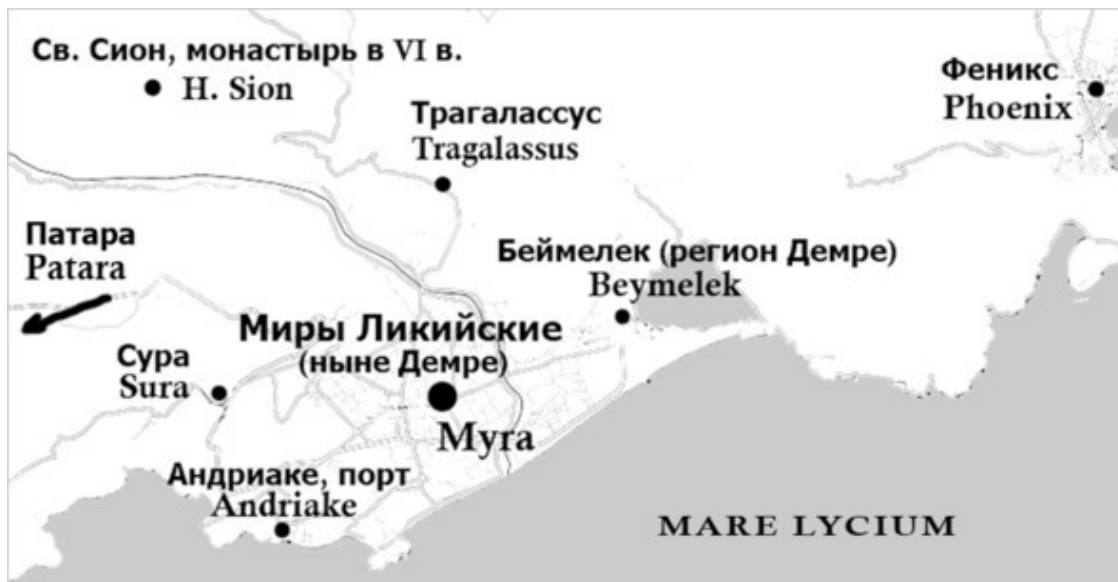 Св. Сион, монастырь в VI в.
H. Sion
Феникс
Phoenix
Трагалассус
Tragalassus
Патара
Patara
Беймелек (регион Демре)
Beymelek
Миры Ликийские
(ныне Демре)
Myra
Сура
Sura
Андриаке, порт
Andriake
MARE LYCIUM